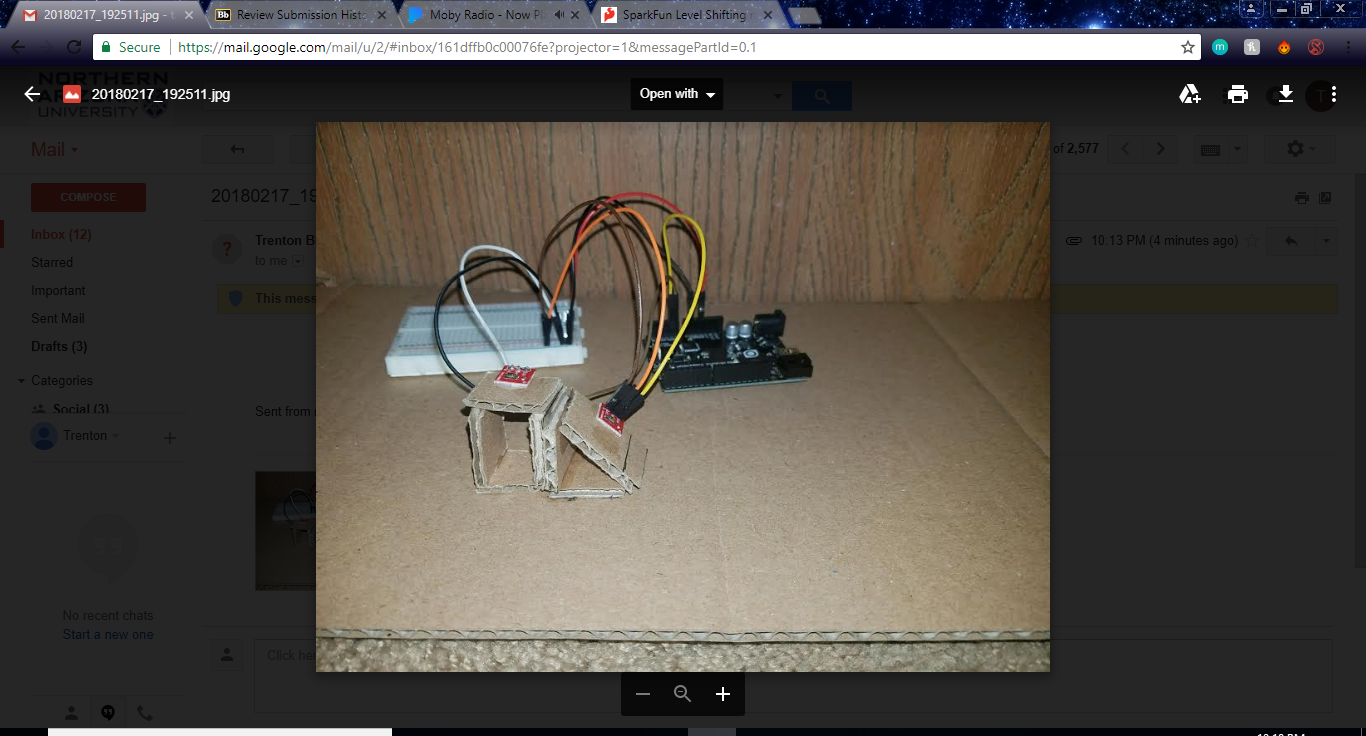 20180217_192511.jpg - t
Review Submission Hist
Moby Radio - Now Pl
SparkFun Level Shifting
Secure
https://mail.google.com/mail/u/2/#inbox/161dffb0c00076fe?projector=1&messagePartId=0.1
NORTHERN
UNIVERSITY
20180217_192511.jpg
Open with
Mail
of 2,577
COMPOSE
20180217_19
Inbox (12)
Trenton B
10:13 PM (4 minutes ago)
to me
Starred
Important
This mess
Sent Mail
Drafts (3)
Categories
Social (3)
Sent from
Trenton
No recent chats
Start a new one
Click he